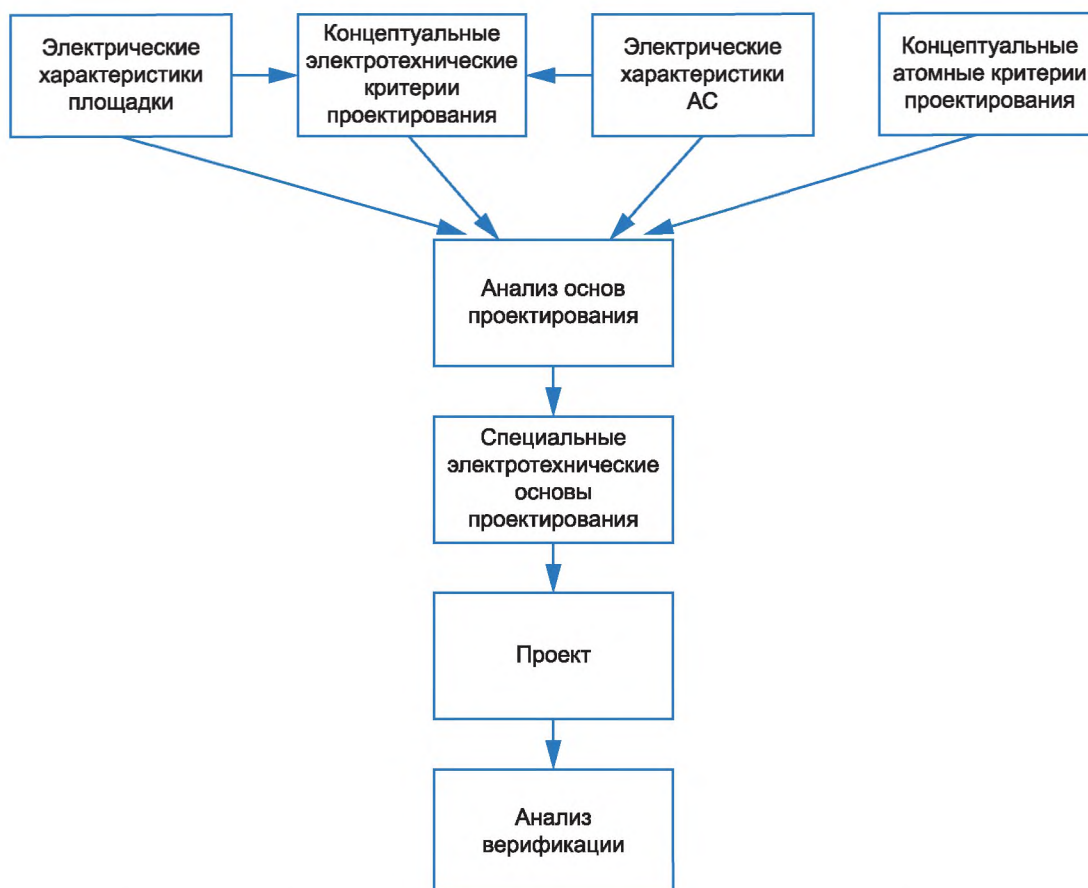 Электрические
характеристики
площадки
Концептуальные
электротехнические
критерии
проектирования
Электрические
характеристики
АС
Концептуальные
атомные критерии
проектирования
Анализ основ
проектирования
Специальные
электротехнические
основы
проектирования
Проект
Анализ
верификации